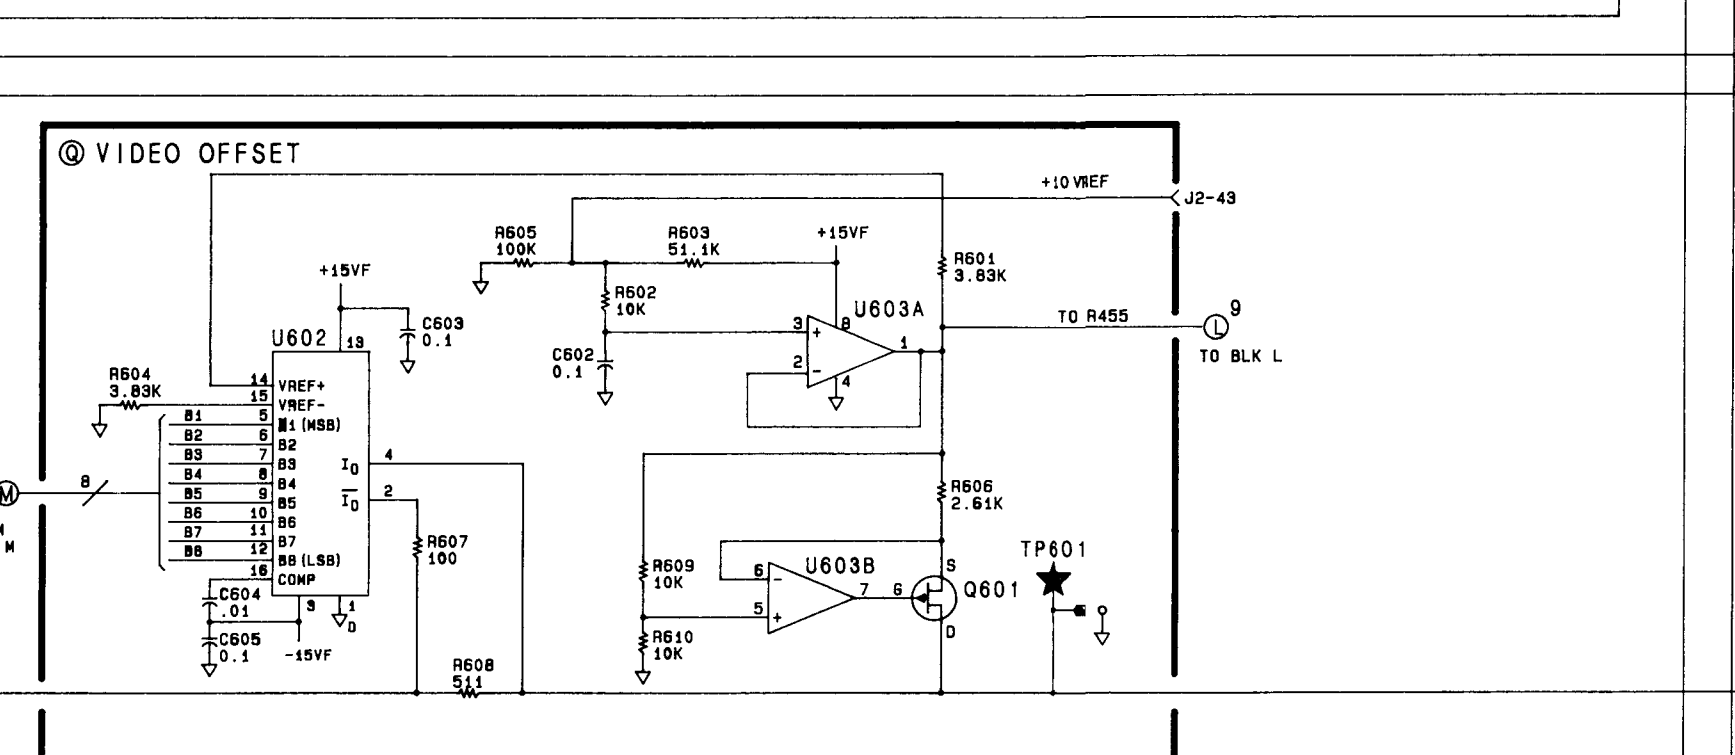 Q VIDEO OFFSET
+10 VREF
J2-43
R605
100K
R603
51.1K
+15VF
R601
3.83K
+15VF
R602
10K
U603A
9
L
TO R455
TO BLK L
C603
0.1
U602
13
3
+
8
1
2
-
4
C602
0.1
R604
3.83K
14 VREF+
15 VREF-
B1 5 B1 (MSB)
B2 6 B2
B3 7 B3
B4 8 B4
B5 9 B5
B6 10 B6
B7 11 B7
B8 12 B8 (LSB)
16 COMP
IO 4
IO 2
M
8
M
R607
100
R606
2.61K
R609
10K
U603B
6
-
5
+
7
G
S
Q601
D
TP601
C604
.01
3
1
D
C605
0.1
-15VF
R610
10K
R608
511